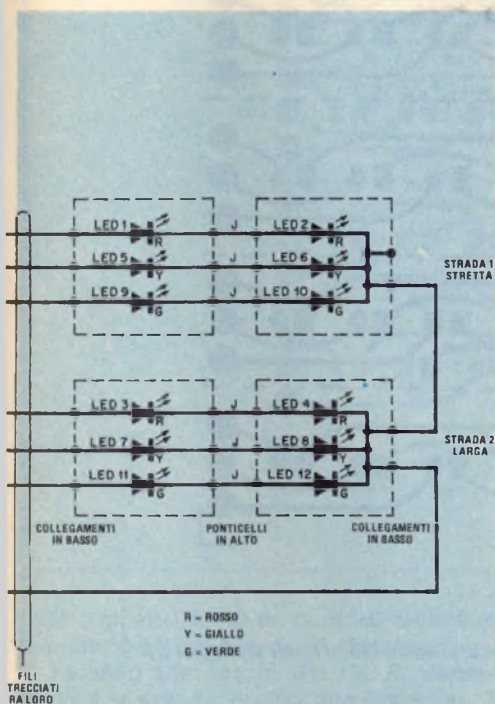 LED 1 R J LED 2 R
LED 5 Y J LED 6 Y
STRADA 1
STRETTA
LED 9 G J LED 10 G
LED 3 R J LED 4 R
LED 7 Y J LED 8 Y
STRADA 2
LARGA
LED 11 G J LED 12 G
COLLEGAMENTI
IN BASSO
PONTICELLI
IN ALTO
COLLEGAMENTI
IN BASSO
R = ROSSO
Y = GIALLO
G = VERDE
FILI
TRECCIATI
RA LORO